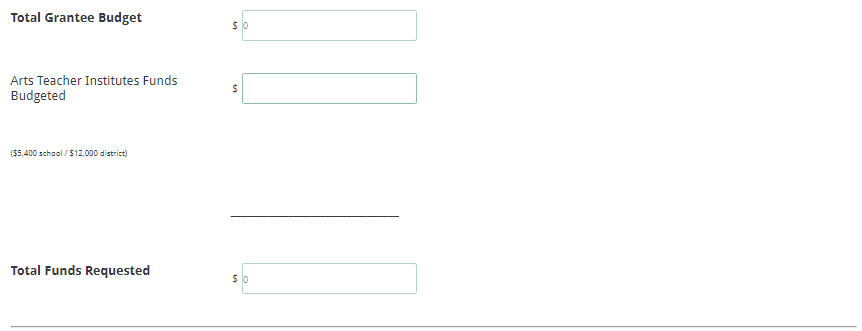 Total Grantee Budget
$ 0
Arts Teacher Institutes Funds
Budgeted
$
($5,400 school / $12,000 district)
Total Funds Requested
$ 0